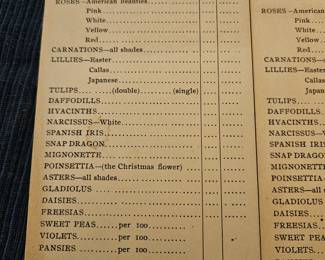 ROSES—American Beauties
Pink
White
Yellow
Red
CARNATIONS—all shades
LILLIES—Easter
Callas
Japanese
TULIPS (double) (single)
DAFFODILLS
HYACINTHS
NARCISSUS—White
SPANISH IRIS
SNAP DRAGON
MIGNONETTE
POINSETTIA—(the Christmas flower)
ASTERS—all shades
GLADIOLUS
DAISIES
FREESIAS
SWEET PEAS per 100
VIOLETS per 100
PANSIES per 100
ROSES—American
Pink
White
Yellow
Red
CARNATIONS—
LILLIES—Easter
Callas
Japan
TULIPS
DAFFODILLS
HYACINTHS
NARCISSUS—
SPANISH IRIS
SNAP DRAGON
MIGNONETTE
POINSETTIA—
ASTERS—all
GLADIOLUS
DAISIES
FREESIAS
SWEET PEAS
VIOLETS
PANSIES